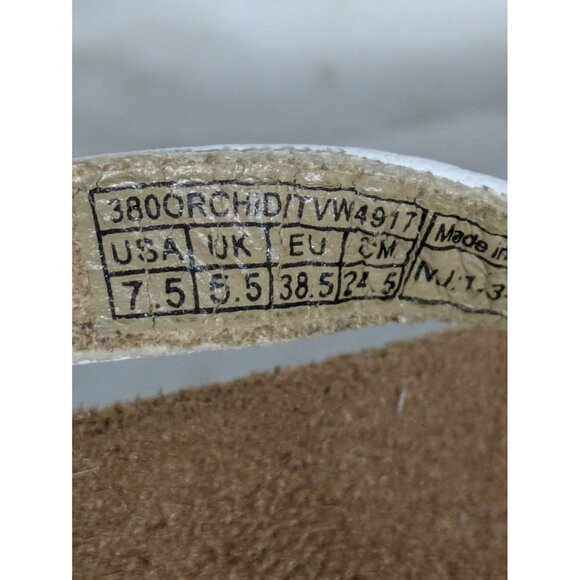 380ORCHID/TVW4917
USA UK EU CM
7.5 5.5 38.5 24.5
Made in